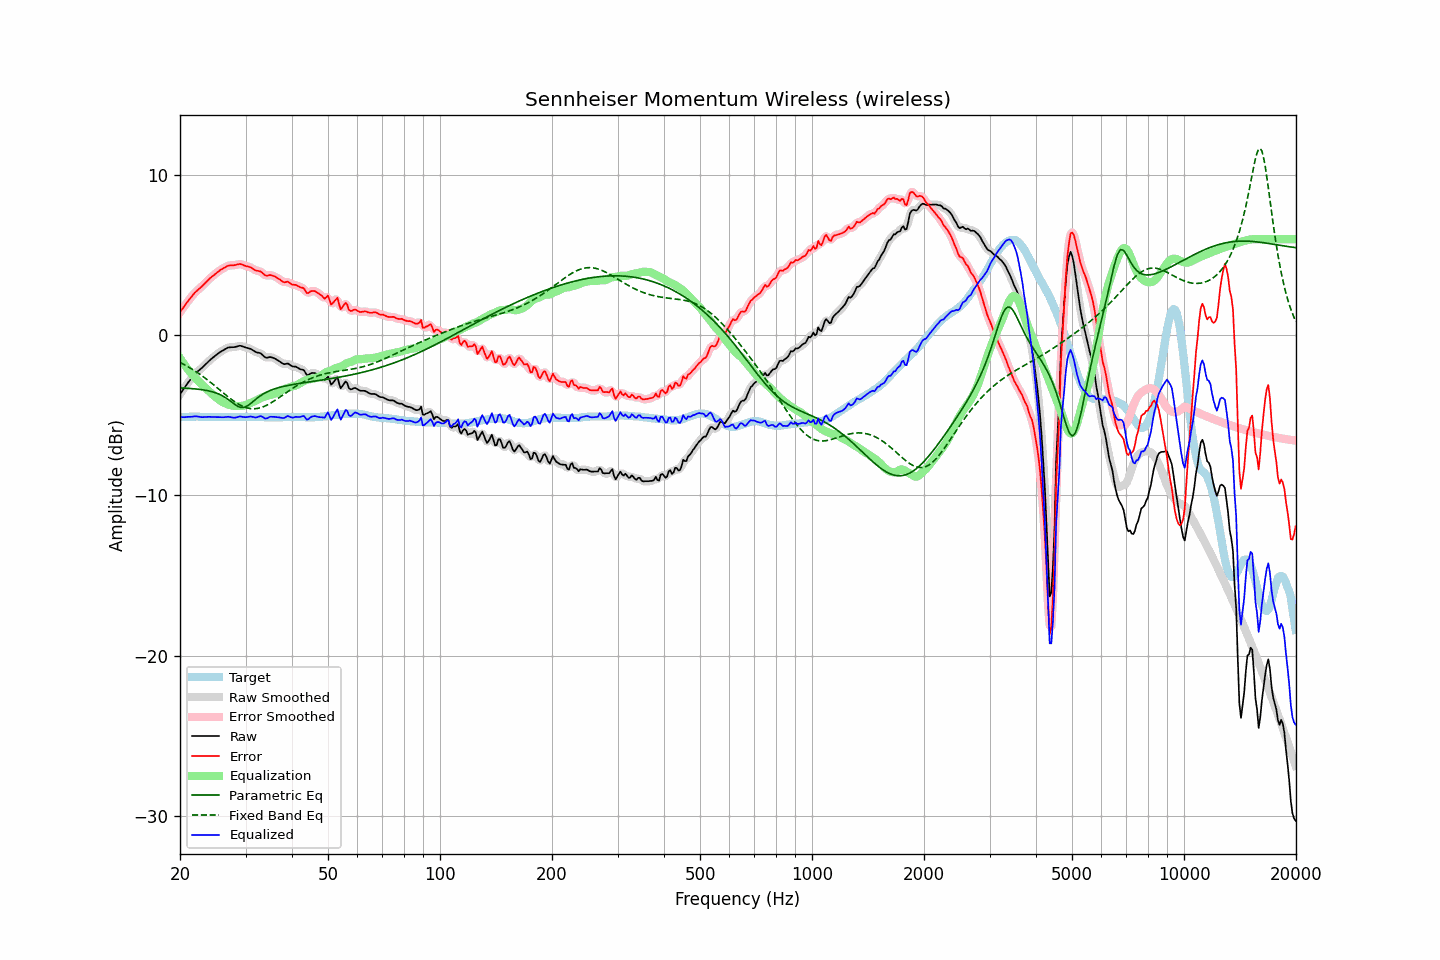 Sennheiser Momentum Wireless (wireless)
Amplitude (dBr)
10
0
−10
−20
−30
Target
Raw Smoothed
Error Smoothed
Raw
Error
Equalization
Parametric Eq
Fixed Band Eq
Equalized
20 50 100 200 500 1000 2000 5000 10000 20000
Frequency (Hz)